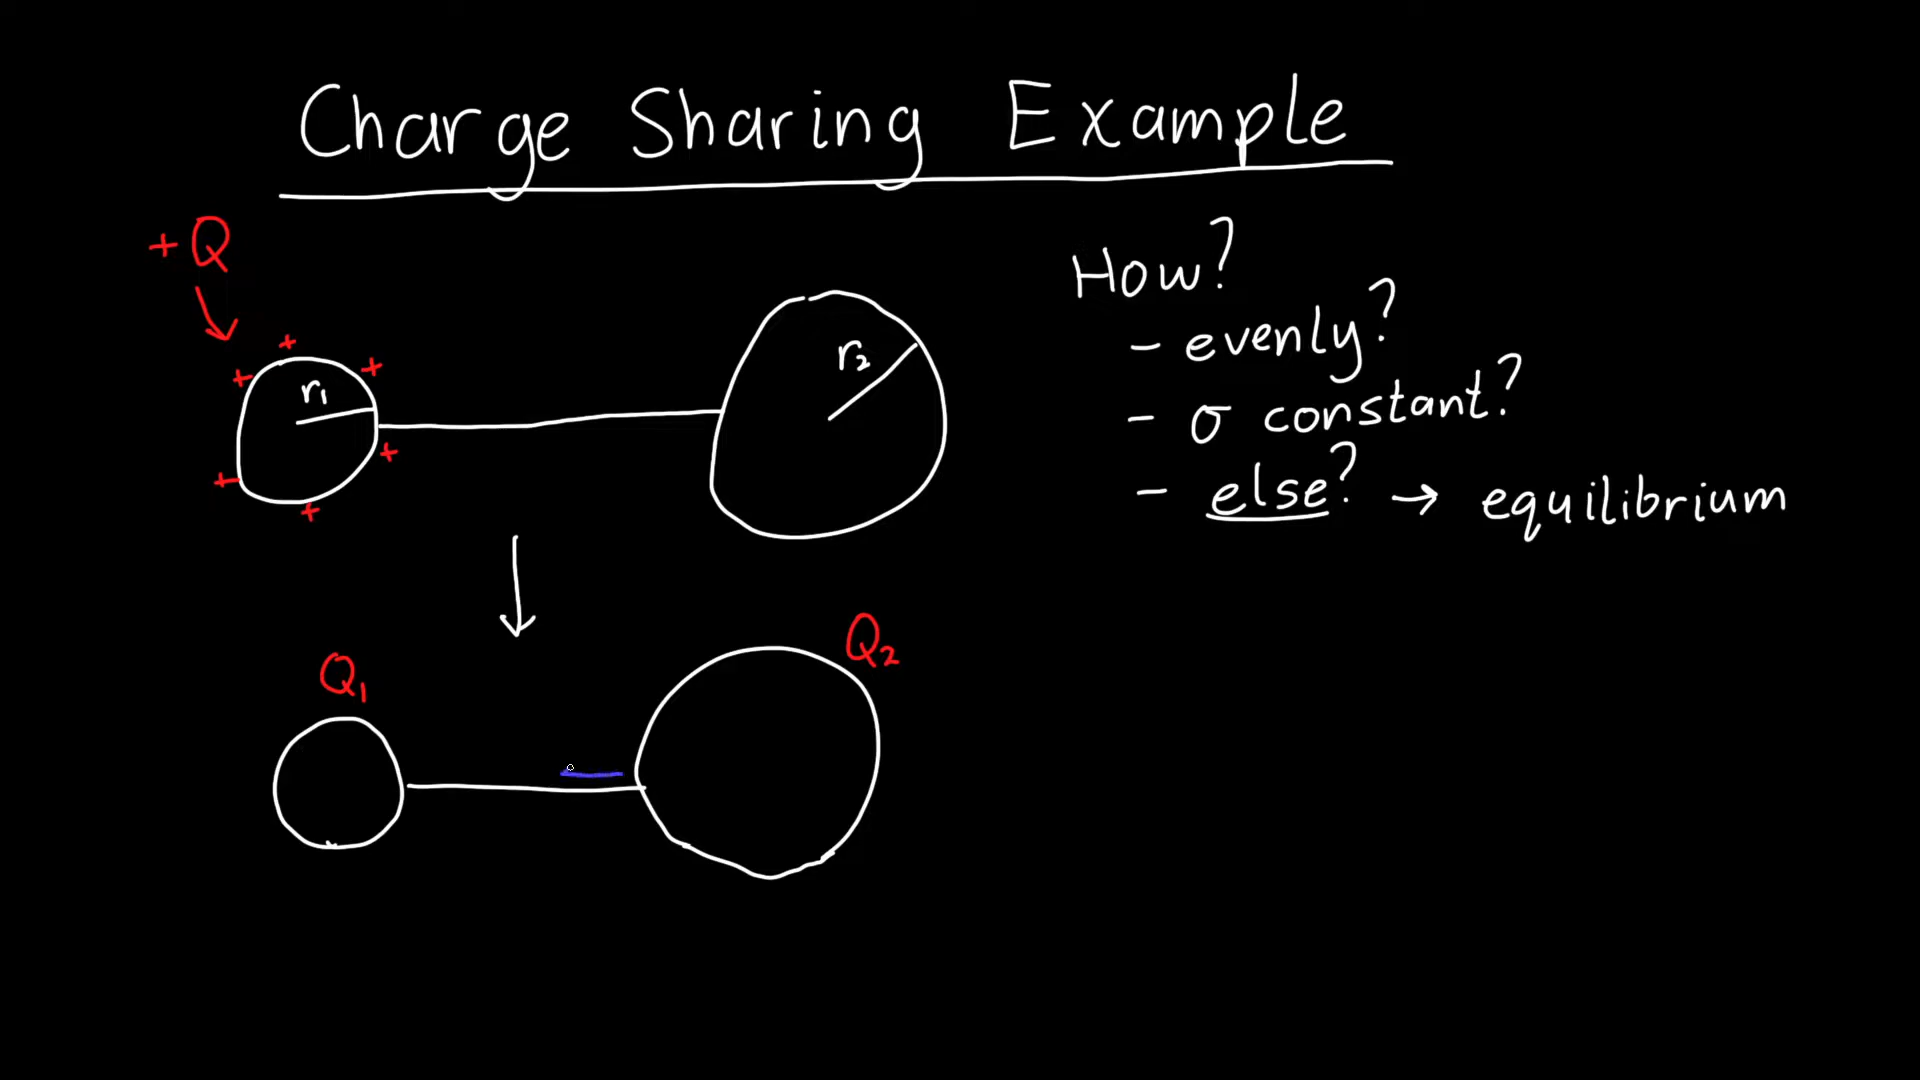 Charge Sharing Example
+Q
r₁
r₂
How?
- evenly?
- σ constant?
- else? → equilibrium
Q₁
Q₂